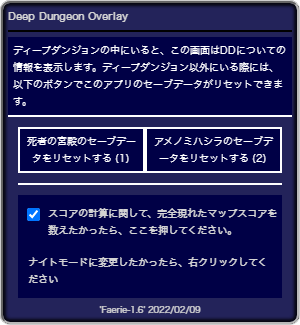 Deep Dungeon Overlay
ディープダンジョンの中にいると、この画面はDDについての
情報を表示します。ディープダンジョン以外にいる際には、
以下のボタンでこのアプリのセーブデータがリセットできま
す。
死者の宮殿のセーブデー
タをリセットする (1)
アメノミハシラのセーブデ
ータをリセットする (2)
スコアの計算に関して、完全現れたマップスコアを
数えたかったら、ここを押してください。
ナイトモードに変更したかったら、右クリックしてく
ださい
'Faerie-1.6' 2022/02/09